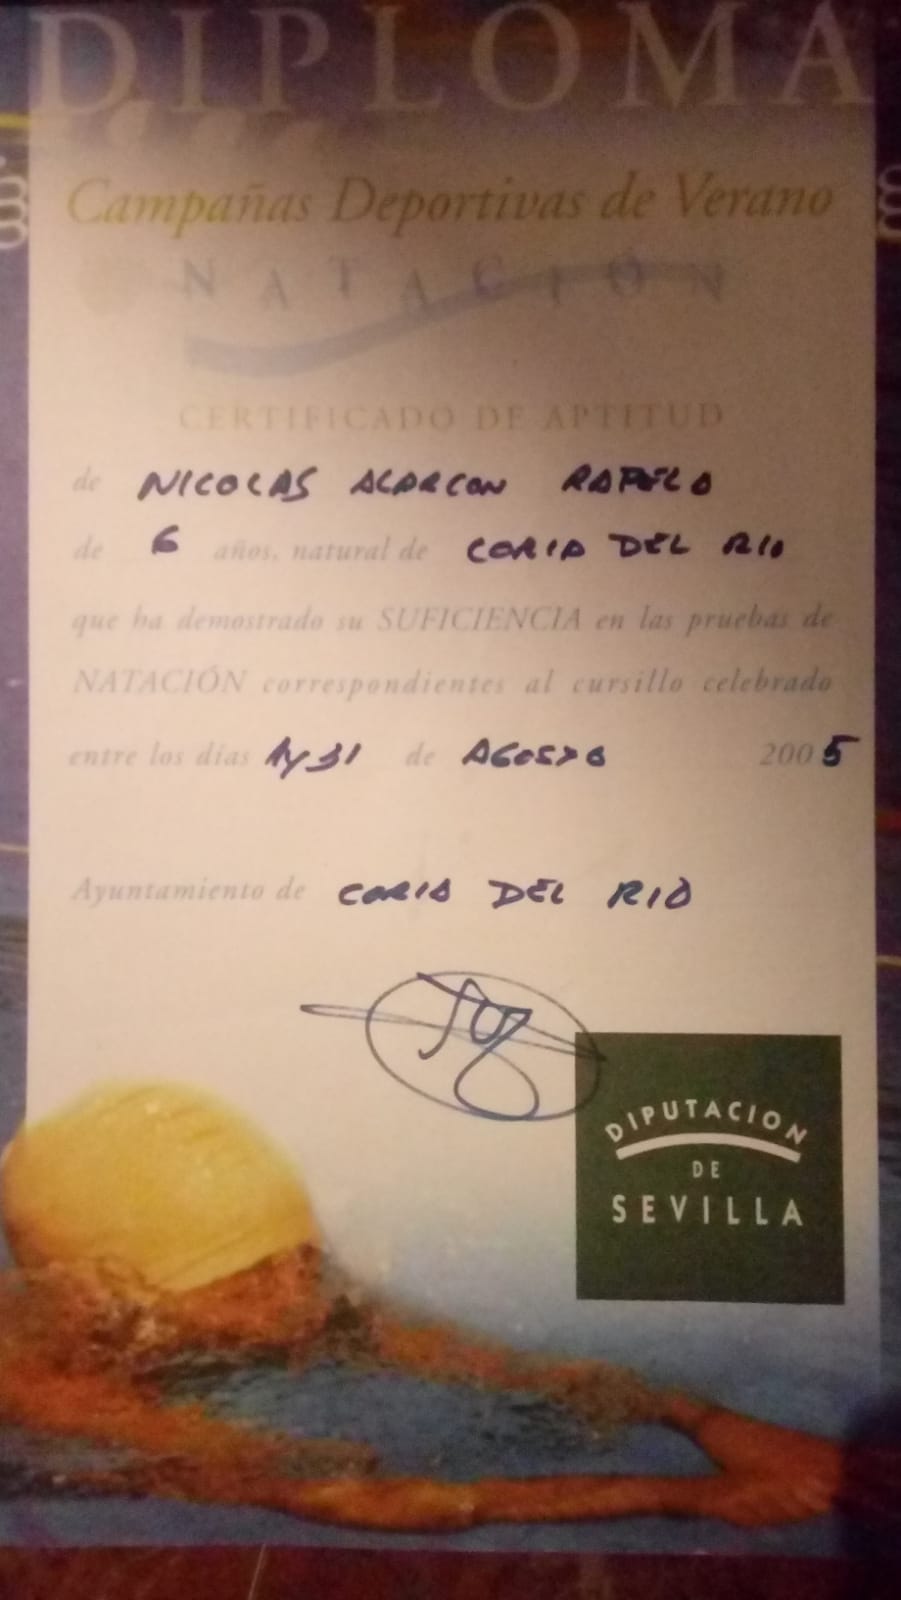 DIPLOMA
Campañas Deportivas de Verano
NATACIÓN
CERTIFICADO DE APTITUD
de NICOLAS ALARCON
de 6 años, natural de CORIA DEL RIO
que ha demostrado su SUFICIENCIA en las pruebas de
NATACIÓN correspondientes al cursillo celebrado
entre los días 1 y 31 de AGOSTO 2005
Ayuntamiento de CORIA DEL RIO
DIPUTACION
DE
SEVILLA